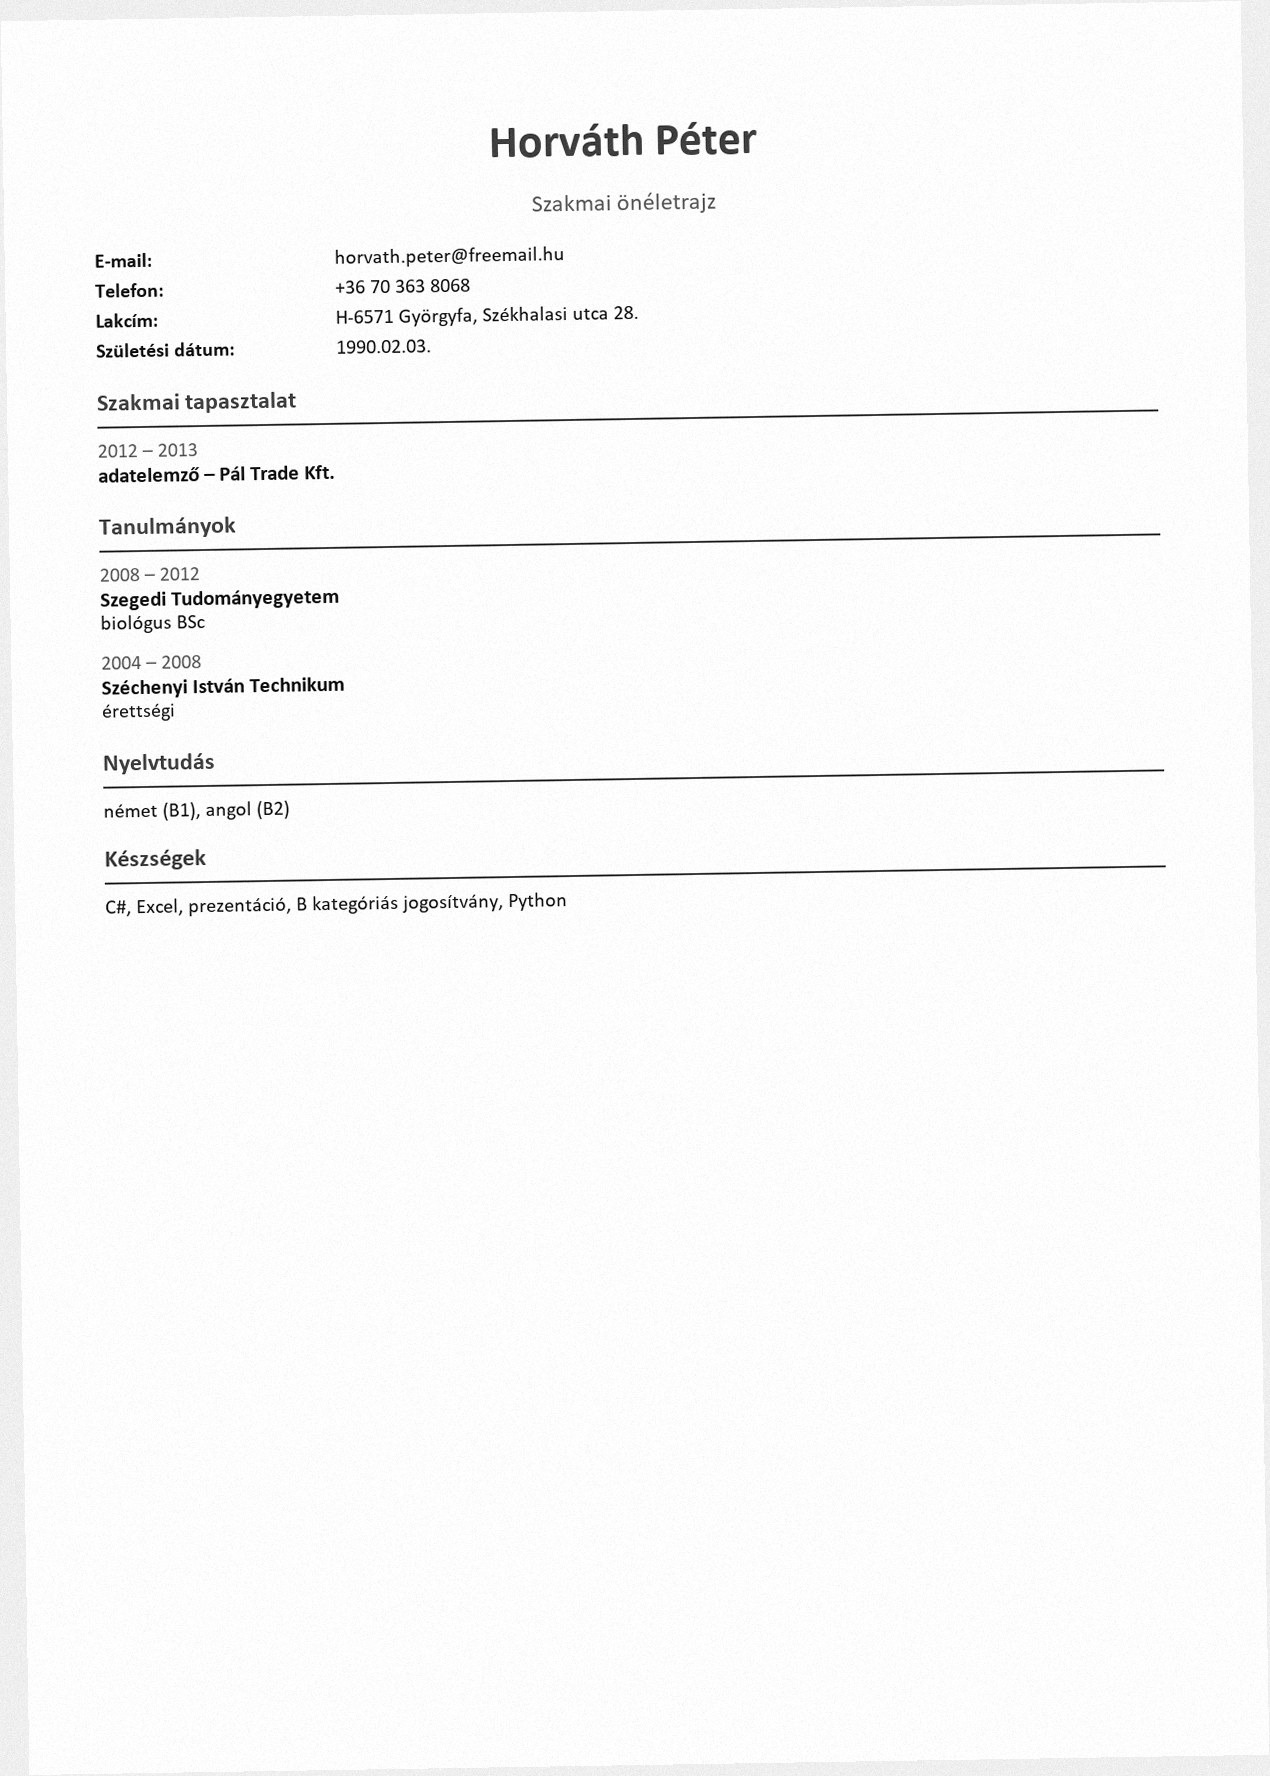 Horváth Péter
Szakmai önéletrajz
E-mail: horvath.peter@freemail.hu
Telefon: +36 70 363 8068
Lakcím: H-6571 Györgyfa, Székhalasi utca 28.
Születési dátum: 1990.02.03.
Szakmai tapasztalat
2012 – 2013
adatelemző – Pál Trade Kft.
Tanulmányok
2008 – 2012
Szegedi Tudományegyetem
biológus BSc
2004 – 2008
Széchenyi István Technikum
érettségi
Nyelvtudás
német (B1), angol (B2)
Készségek
C#, Excel, prezentáció, B kategóriás jogosítvány, Python